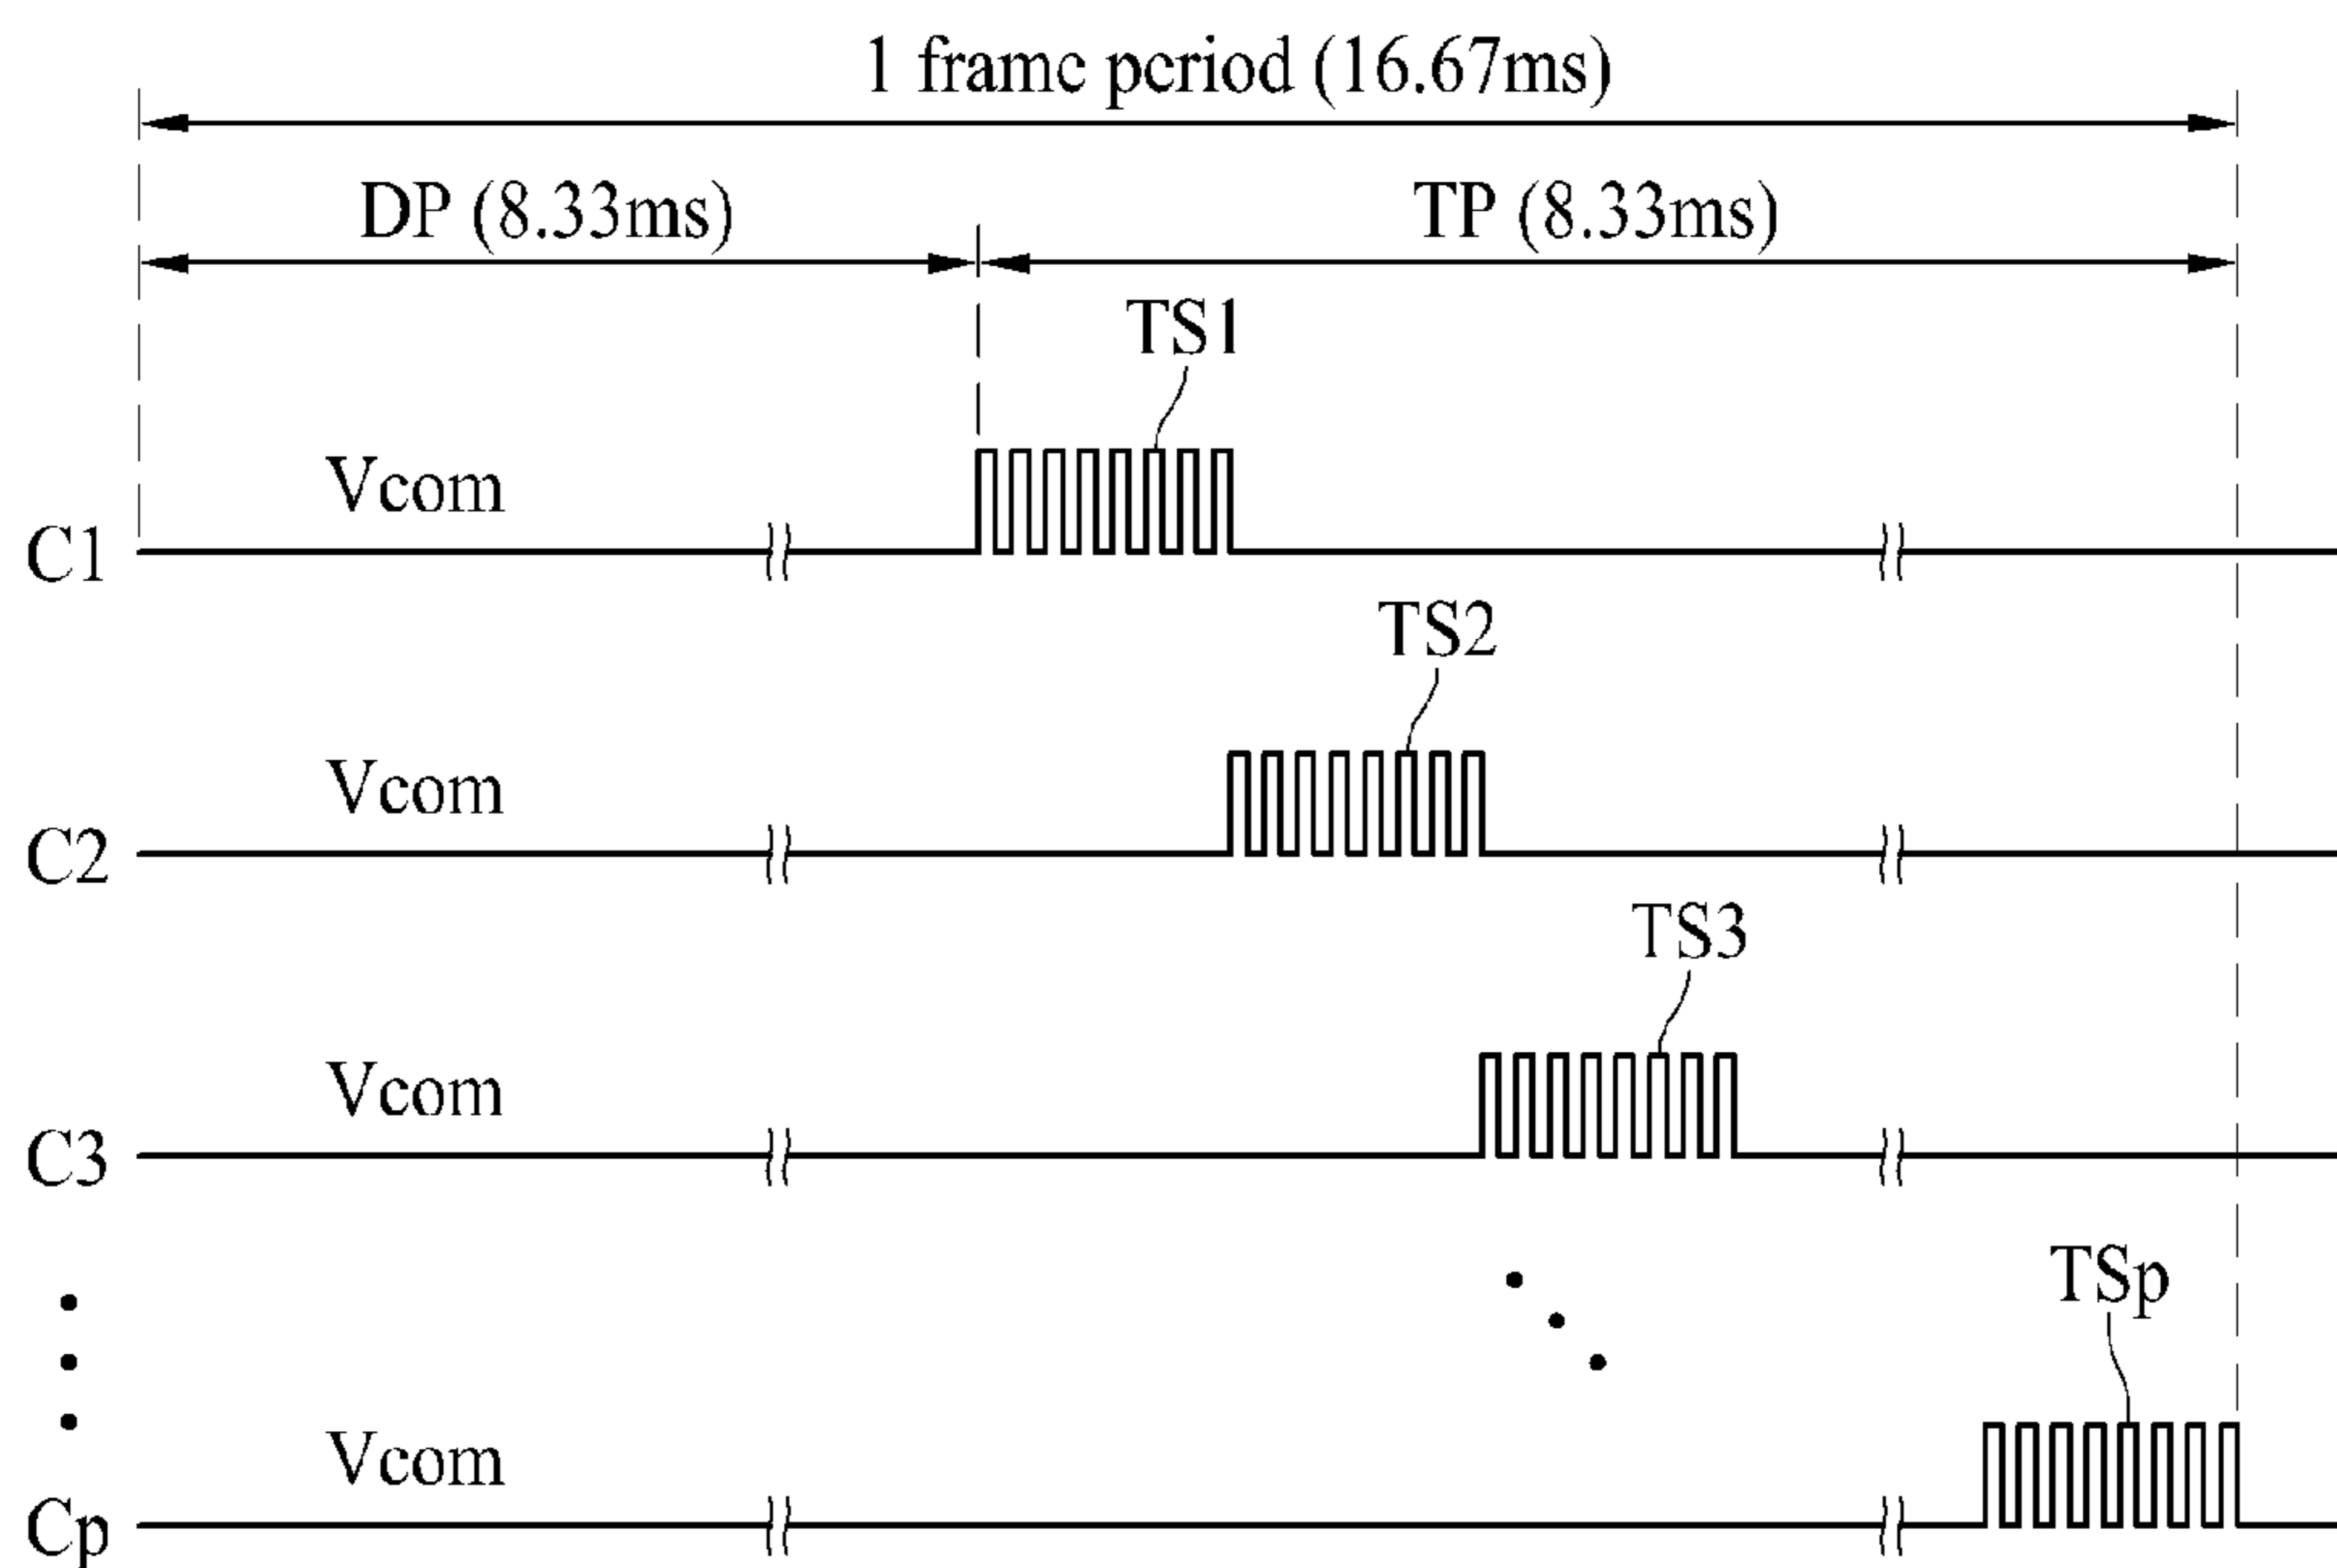 1 frame period (16.67ms)
DP (8.33ms) TP (8.33ms)
TS1
Vcom
C1
TS2
Vcom
C2
TS3
Vcom
C3
TSp
Vcom
Cp